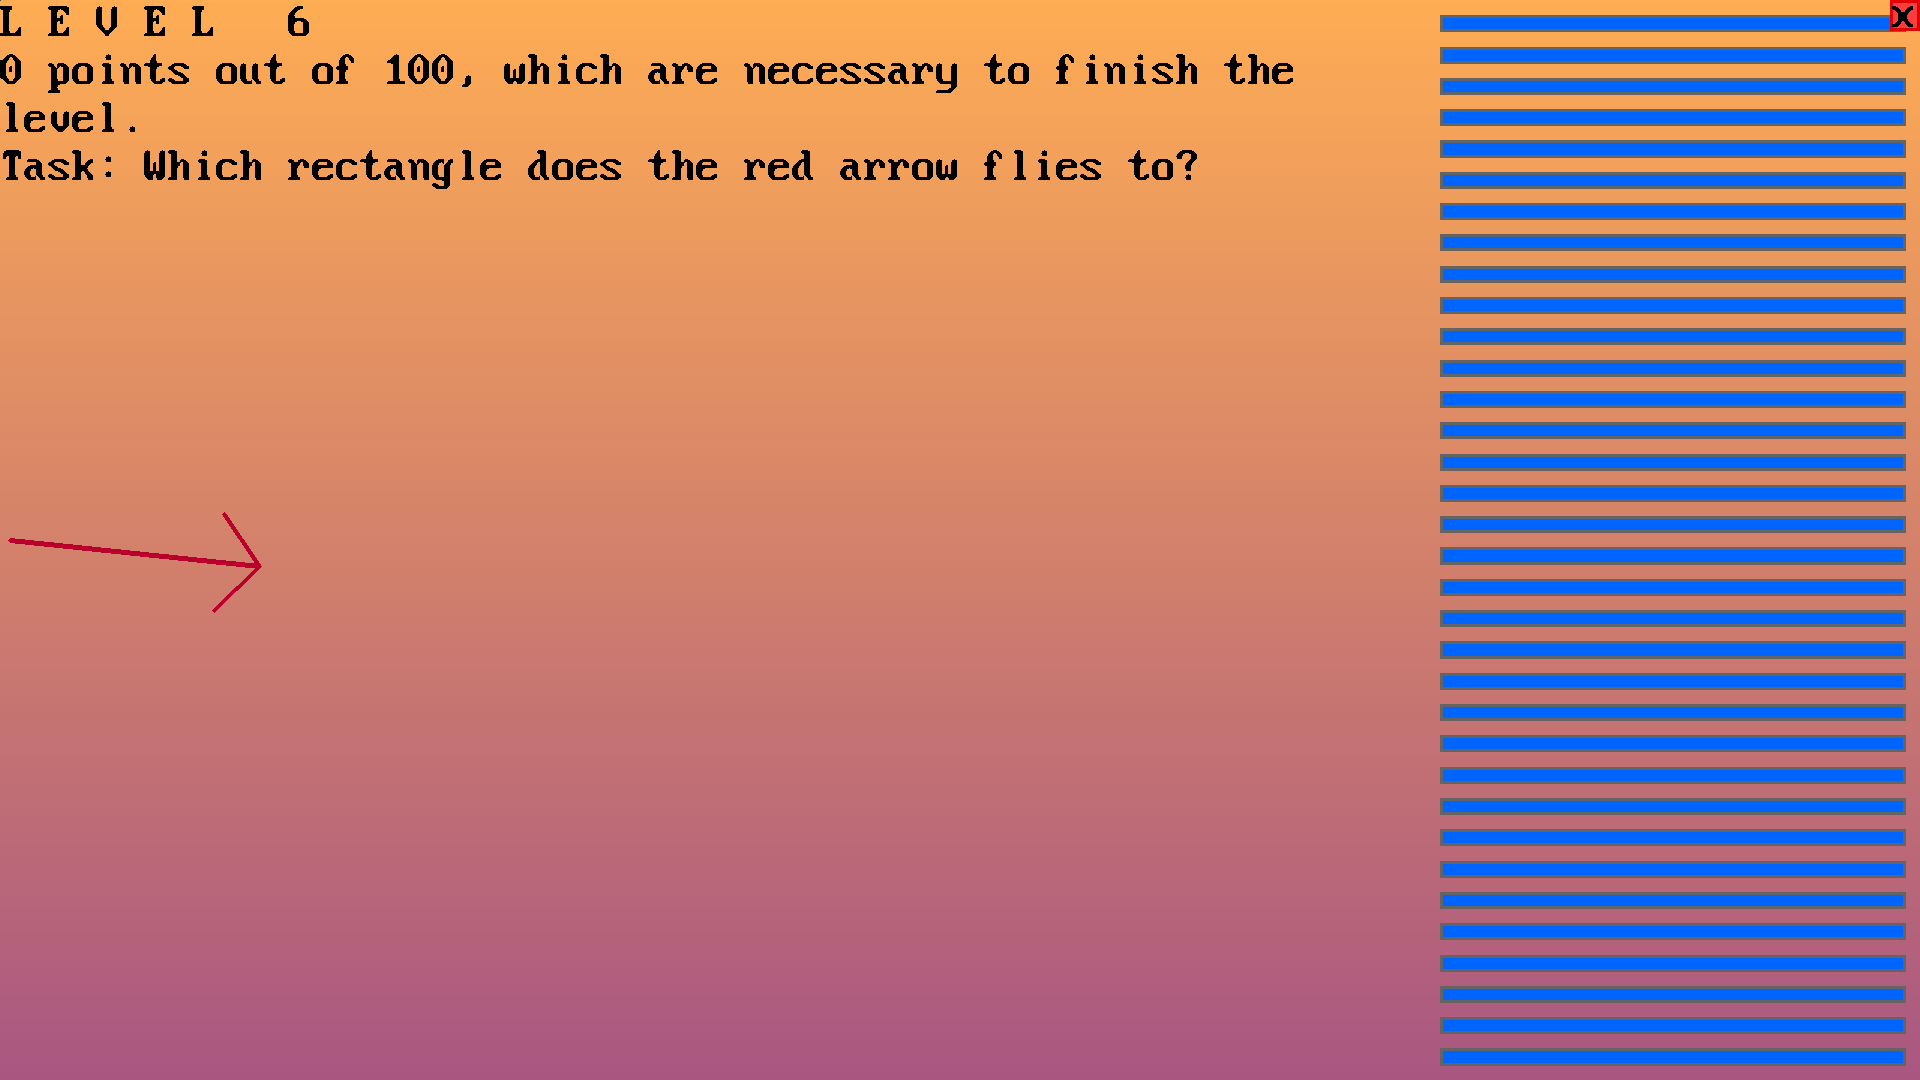 L E V E L   6
0 points out of 100, which are necessary to finish the
level.
Task: Which rectangle does the red arrow flies to?
X